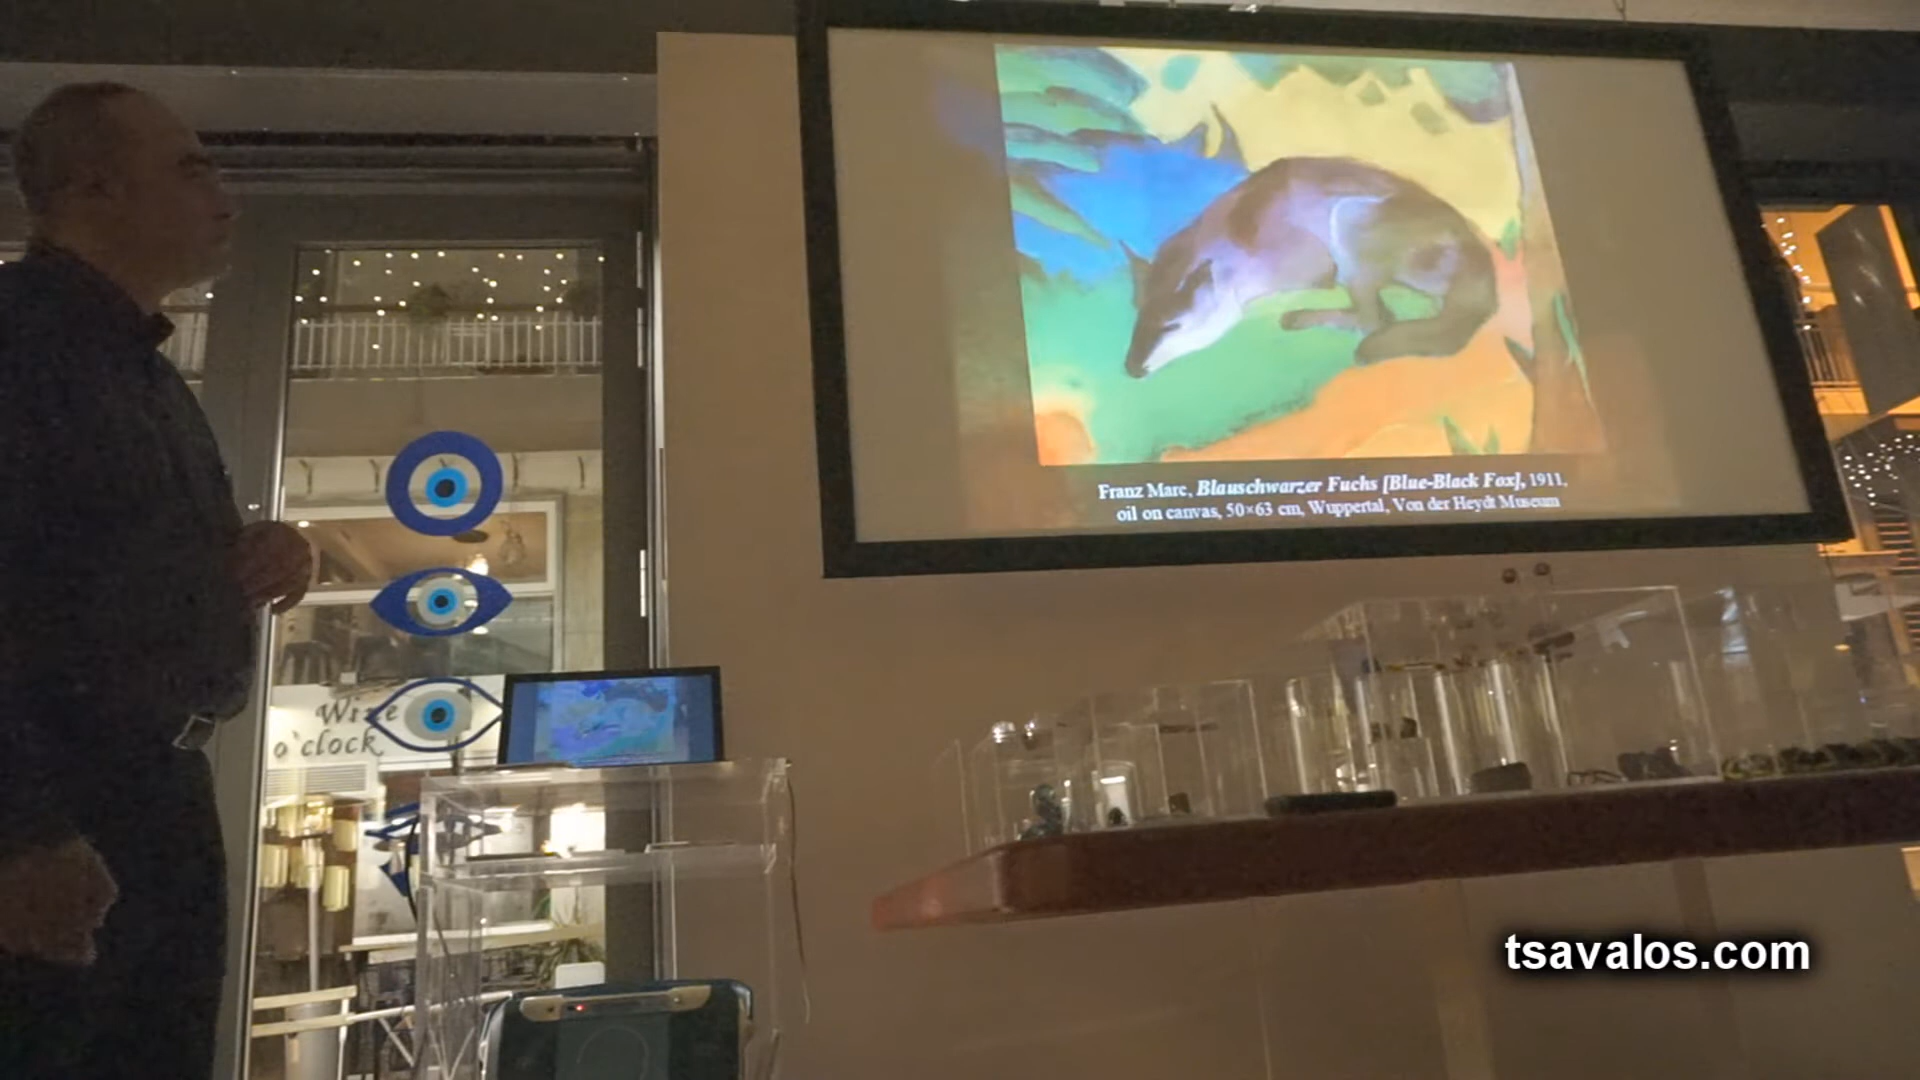 Franz Marc, Blauschwarzer Fuchs [Blue-Black Fox], 1911,
oil on canvas, 50×63 cm, Wuppertal, Von der Heydt Museum
Wine
o'clock
tsavalos.com